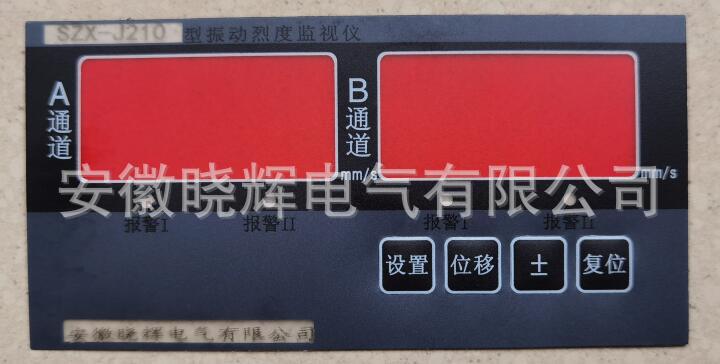 SZX-J210 型振动烈度监视仪
A通道
B通道
mm/s
mm/s
安徽晓辉电气有限公司
报警I
报警II
报警I
报警II
设置
位移
±
复位
安徽晓辉电气有限公司